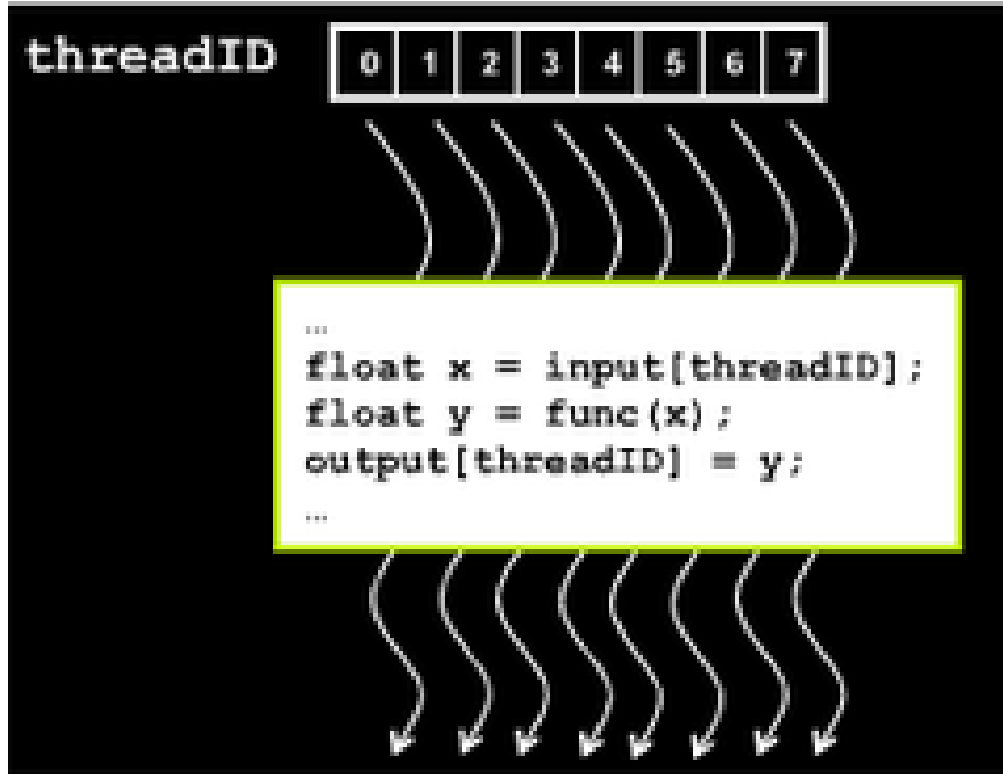 threadID 0 1 2 3 4 5 6 7
...
float x = input[threadID];
float y = func(x);
output[threadID] = y;
...